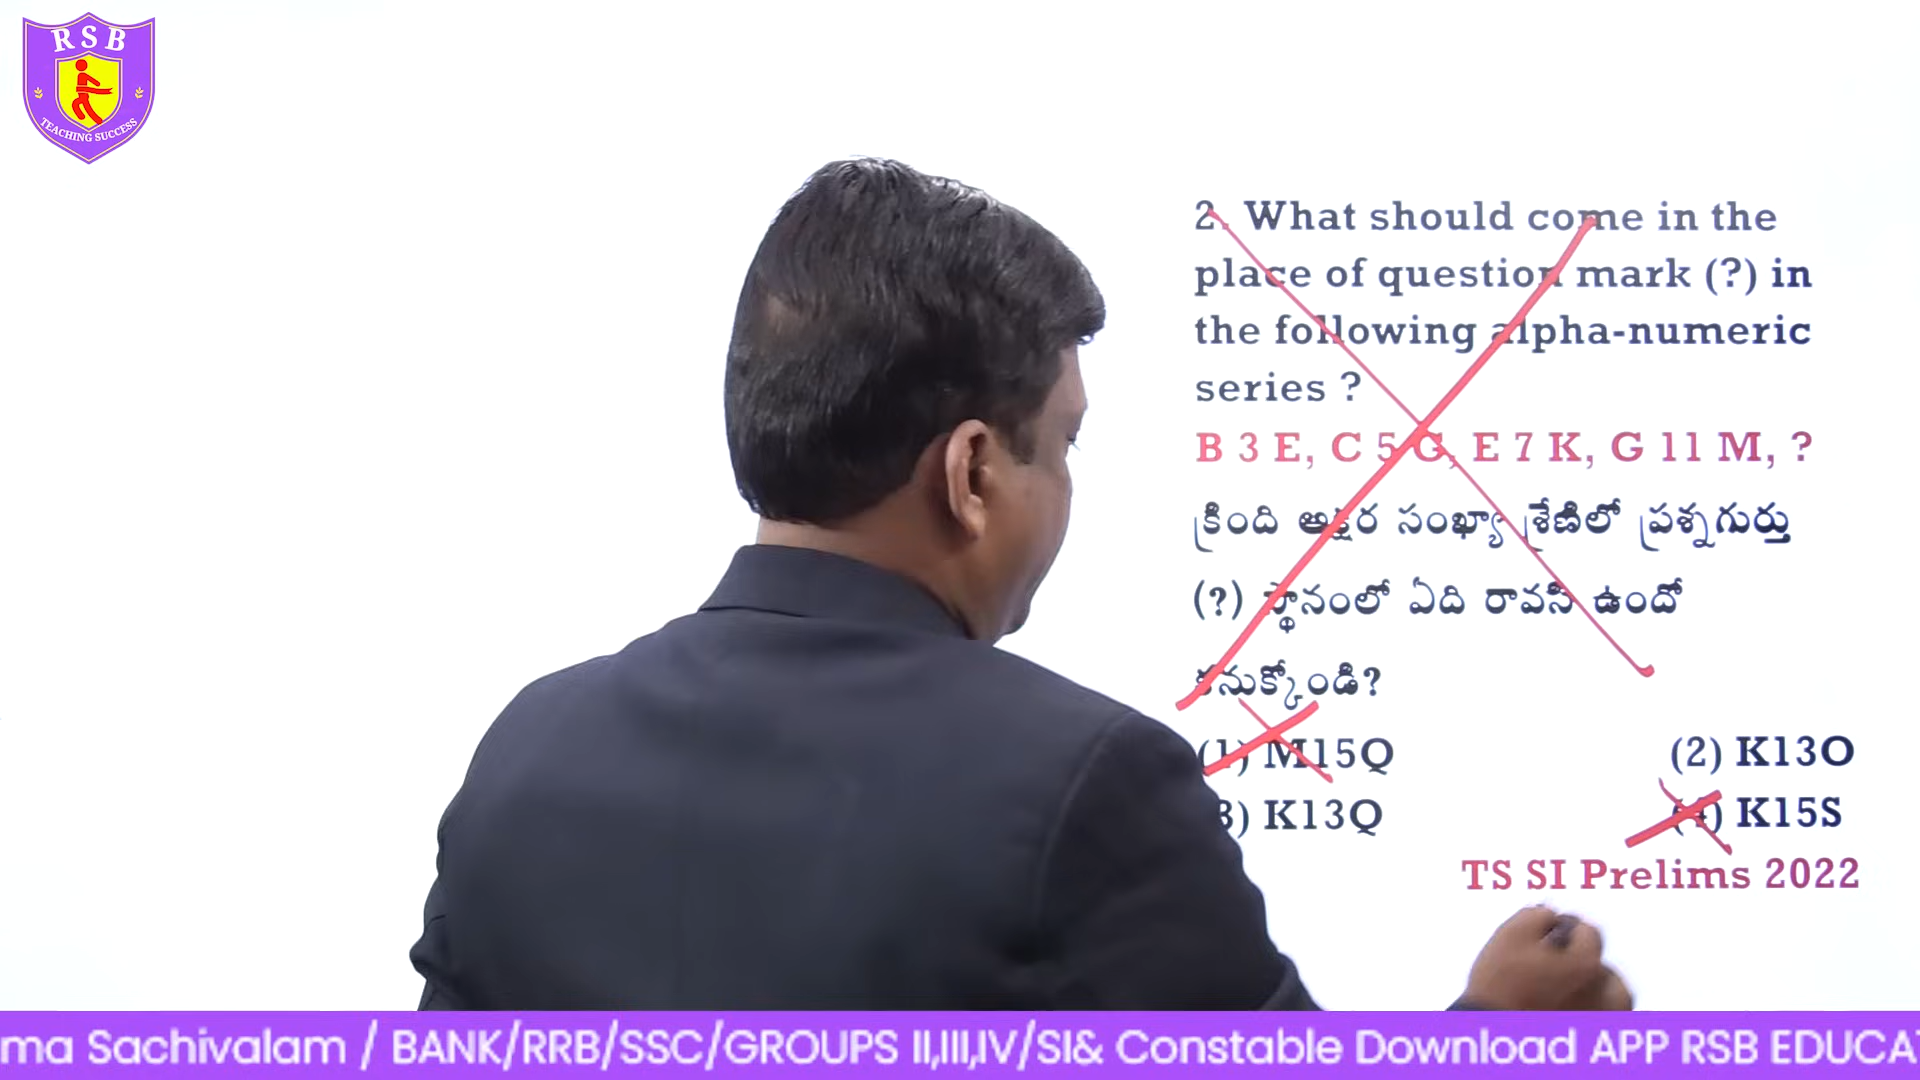 RSB
TEACHING SUCCESS
2. What should come in the
place of question mark (?) in
the following alpha-numeric
series ?
B 3 E, C 5 G, E 7 K, G 11 M, ?
క్రింది అక్షర సంఖ్యా శ్రేణిలో ప్రశ్నగుర్తు
(?) స్థానంలో ఏది రావసి ఉందో
కనుక్కోండి?
(1) M15Q (2) K13O
3) K13Q (4) K15S
TS SI Prelims 2022
ma Sachivalam / BANK/RRB/SSC/GROUPS II,III,IV/SI& Constable Download APP RSB EDUCA